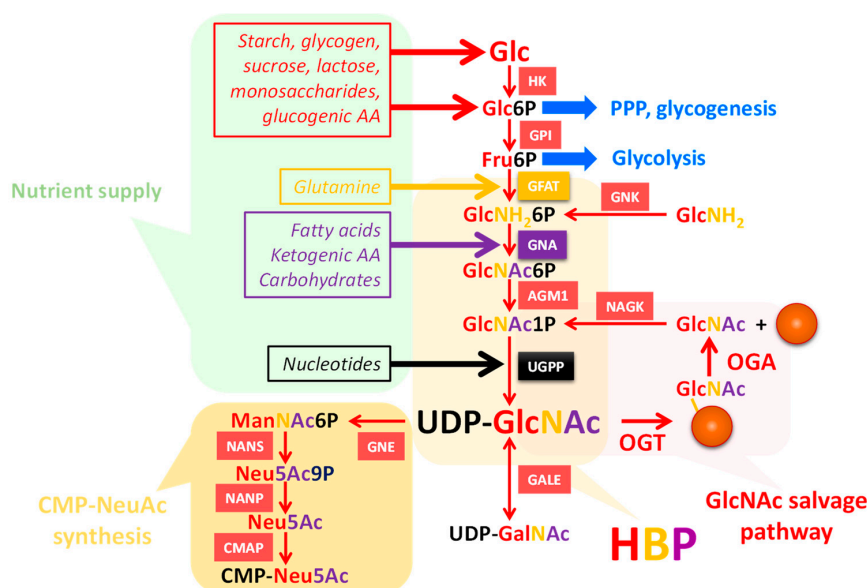 Starch, glycogen,
sucrose, lactose,
monosaccharides,
glucogenic AA
Glc
HK
Glc6P
PPP, glycogenesis
GPI
Fru6P
Glycolysis
Nutrient supply
Glutamine
GFAT
GlcNH26P
GNK
GlcNH2
Fatty acids
Ketogenic AA
Carbohydrates
GNA
GlcNAc6P
AGM1
GlcNAc1P
NAGK
GlcNAc +
OGA
GlcNAc
Nucleotides
UGPP
UDP-GlcNAc
OGT
ManNAc6P
GNE
NANS
Neu5Ac9P
NANP
Neu5Ac
CMAP
CMP-Neu5Ac
CMP-NeuAc
synthesis
GALE
UDP-GalNAc
HBP
GlcNAc salvage
pathway